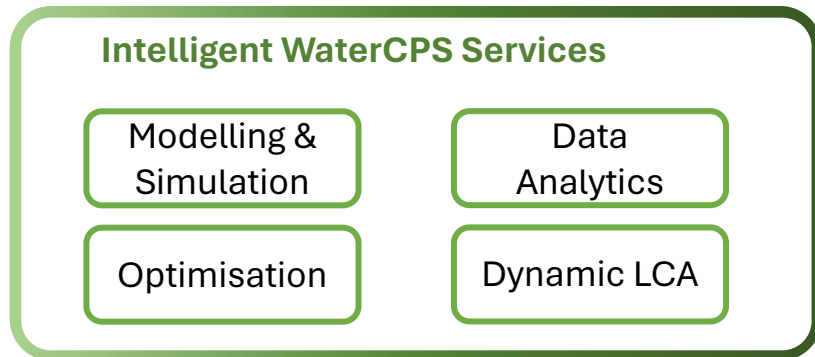 Intelligent WaterCPS Services
Modelling &
Simulation
Data
Analytics
Optimisation
Dynamic LCA